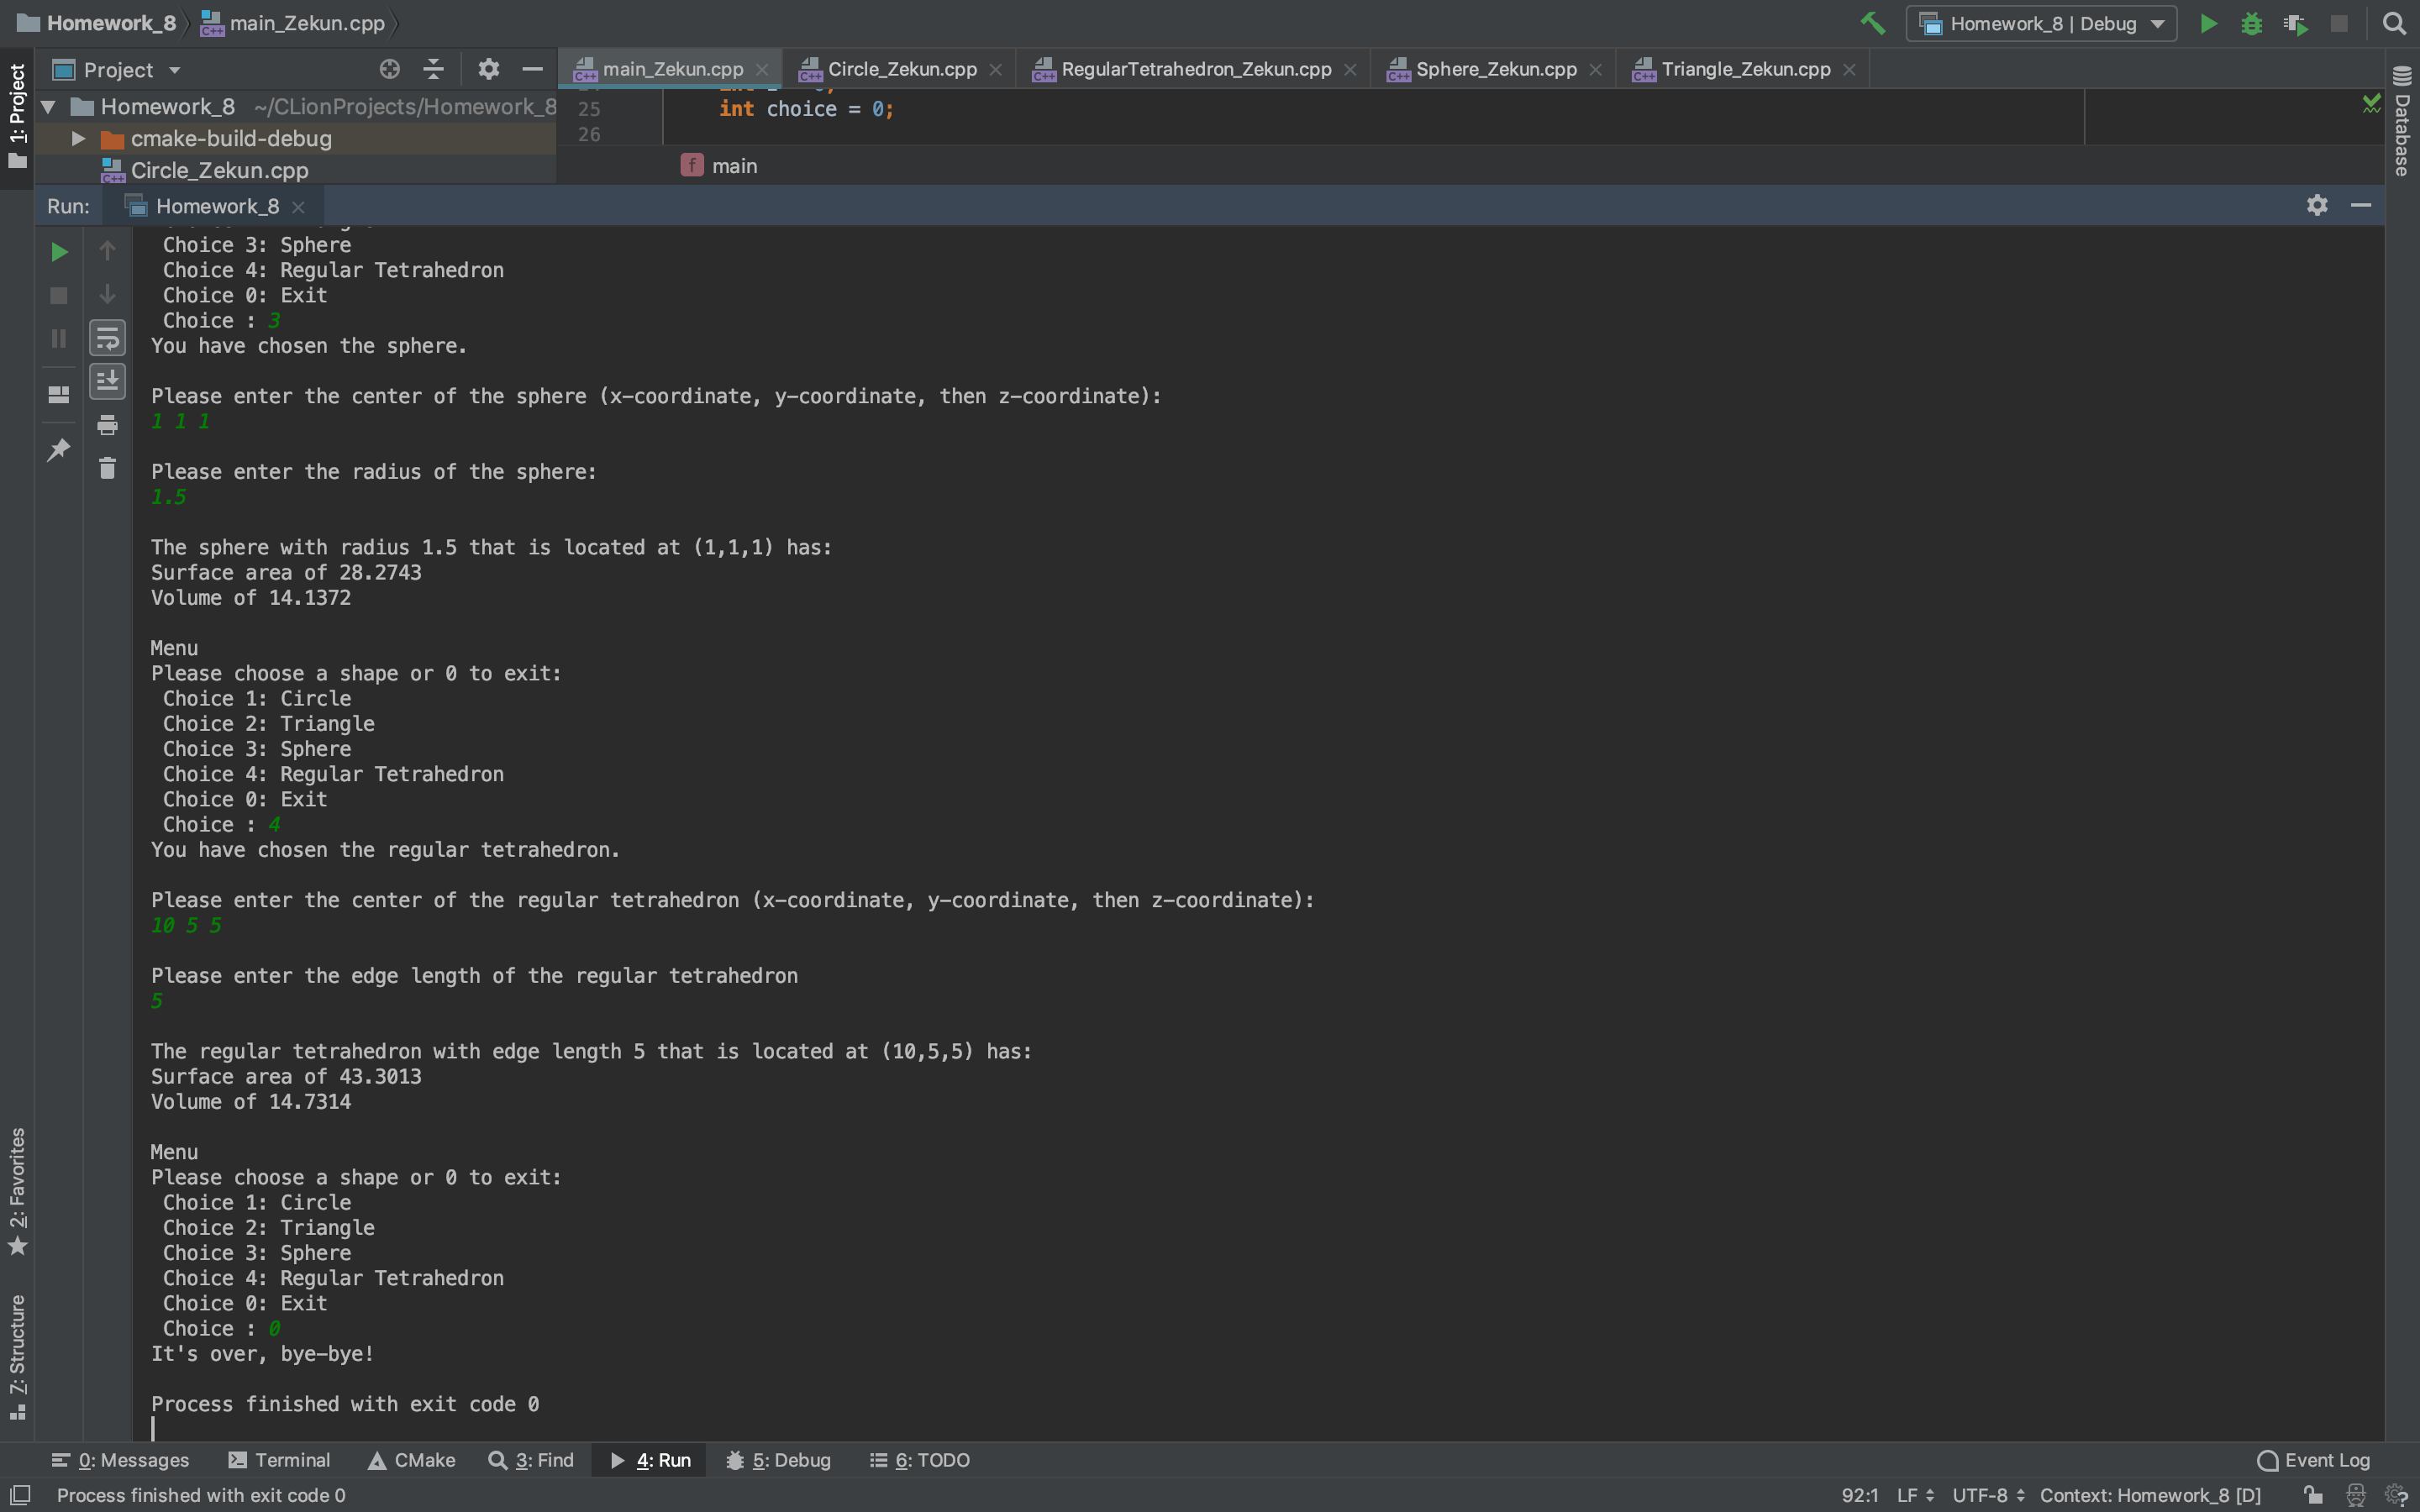 Homework_8 main_Zekun.cpp Homework_8 | Debug
1: Project
Project main_Zekun.cpp Circle_Zekun.cpp RegularTetrahedron_Zekun.cpp Sphere_Zekun.cpp Triangle_Zekun.cpp
Database
Homework_8 ~/CLionProjects/Homework_8
cmake-build-debug
Circle_Zekun.cpp
25 int choice = 0;
26
f main
Run: Homework_8
Choice 3: Sphere
Choice 4: Regular Tetrahedron
Choice 0: Exit
Choice : 3
You have chosen the sphere.
Please enter the center of the sphere (x-coordinate, y-coordinate, then z-coordinate):
1 1 1
Please enter the radius of the sphere:
1.5
The sphere with radius 1.5 that is located at (1,1,1) has:
Surface area of 28.2743
Volume of 14.1372
Menu
Please choose a shape or 0 to exit:
Choice 1: Circle
Choice 2: Triangle
Choice 3: Sphere
Choice 4: Regular Tetrahedron
Choice 0: Exit
Choice : 4
You have chosen the regular tetrahedron.
Please enter the center of the regular tetrahedron (x-coordinate, y-coordinate, then z-coordinate):
10 5 5
Please enter the edge length of the regular tetrahedron
5
The regular tetrahedron with edge length 5 that is located at (10,5,5) has:
Surface area of 43.3013
Volume of 14.7314
Menu
Please choose a shape or 0 to exit:
Choice 1: Circle
Choice 2: Triangle
Choice 3: Sphere
Choice 4: Regular Tetrahedron
Choice 0: Exit
Choice : 0
It's over, bye-bye!
Process finished with exit code 0
2: Favorites
7: Structure
0: Messages Terminal CMake 3: Find 4: Run 5: Debug 6: TODO Event Log
Process finished with exit code 0 92:1 LF UTF-8 Context: Homework_8 [D]